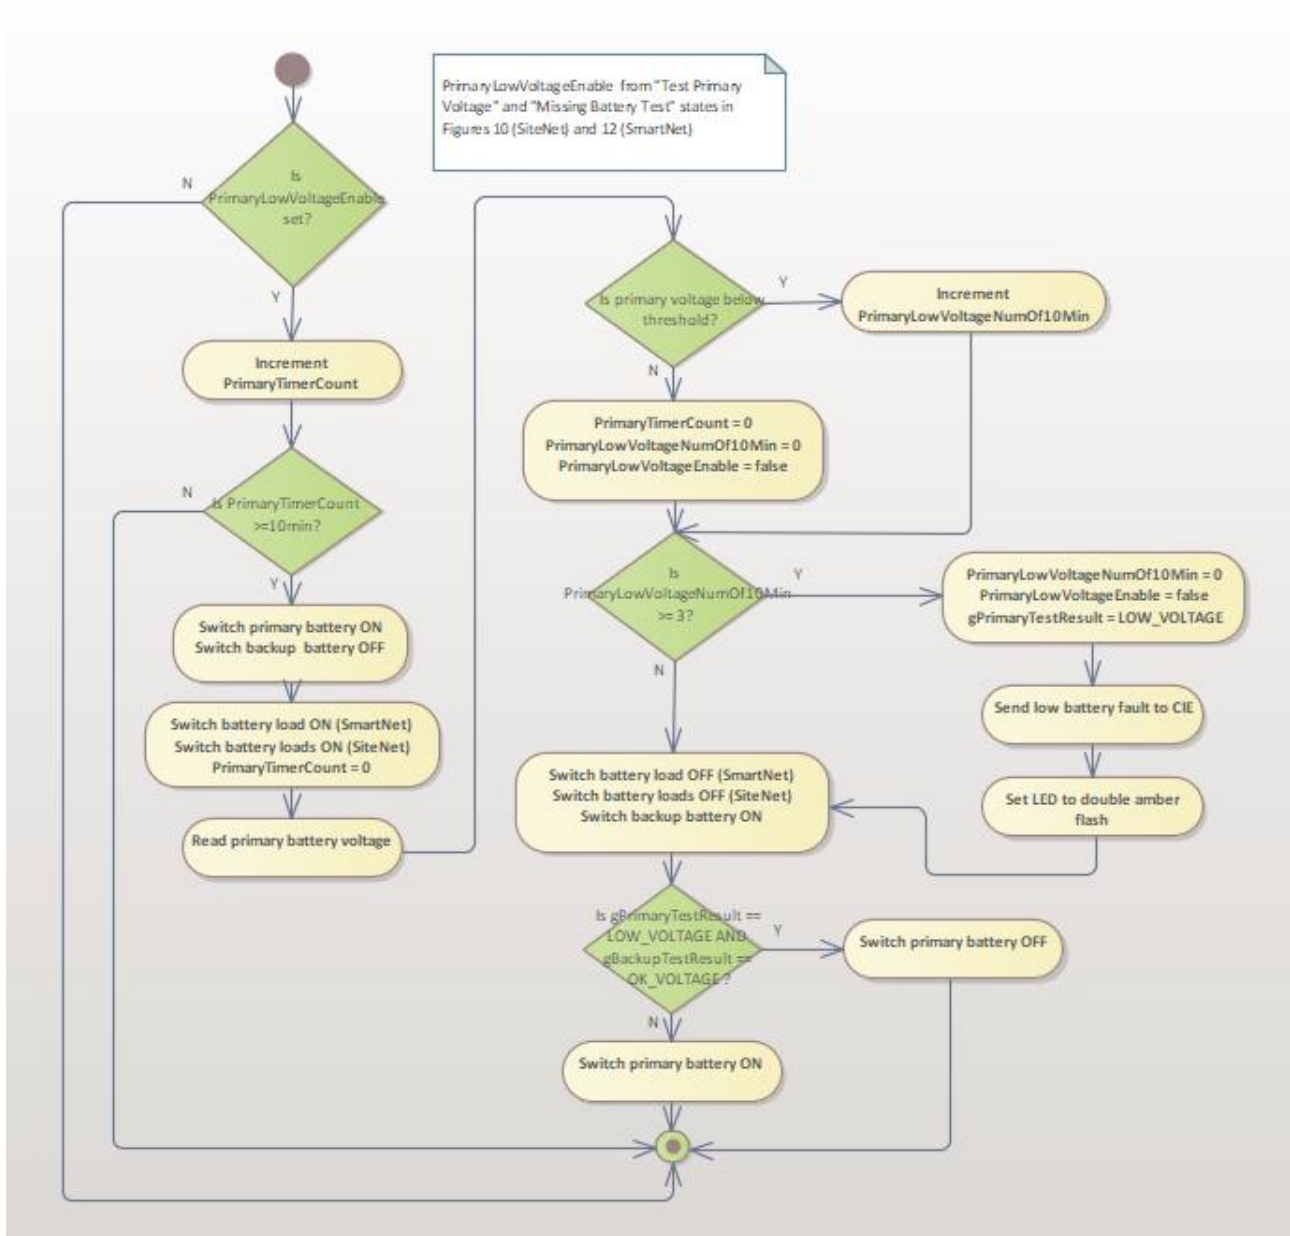 PrimaryLowVoltageEnable from "Test Primary
Voltage" and "Missing Battery Test" states in
Figures 10 (SiteNet) and 12 (SmartNet)
Is
PrimaryLowVoltageEnable
set?
N
Y
Increment
PrimaryTimerCount
Is PrimaryTimerCount
>=10min?
N
Y
Switch primary battery ON
Switch backup battery OFF
Switch battery load ON (SmartNet)
Switch battery loads ON (SiteNet)
PrimaryTimerCount = 0
Read primary battery voltage
Is primary voltage below
threshold?
Y
Increment
PrimaryLowVoltageNumOf10Min
N
PrimaryTimerCount = 0
PrimaryLowVoltageNumOf10Min = 0
PrimaryLowVoltageEnable = false
Is
PrimaryLowVoltageNumOf10Min
>= 3?
Y
PrimaryLowVoltageNumOf10Min = 0
PrimaryLowVoltageEnable = false
gPrimaryTestResult = LOW_VOLTAGE
Send low battery fault to CIE
Set LED to double amber
flash
N
Switch battery load OFF (SmartNet)
Switch battery loads OFF (SiteNet)
Switch backup battery ON
Is gPrimaryTestResult ==
LOW_VOLTAGE AND
gBackupTestResult ==
OK_VOLTAGE ?
Y
Switch primary battery OFF
N
Switch primary battery ON